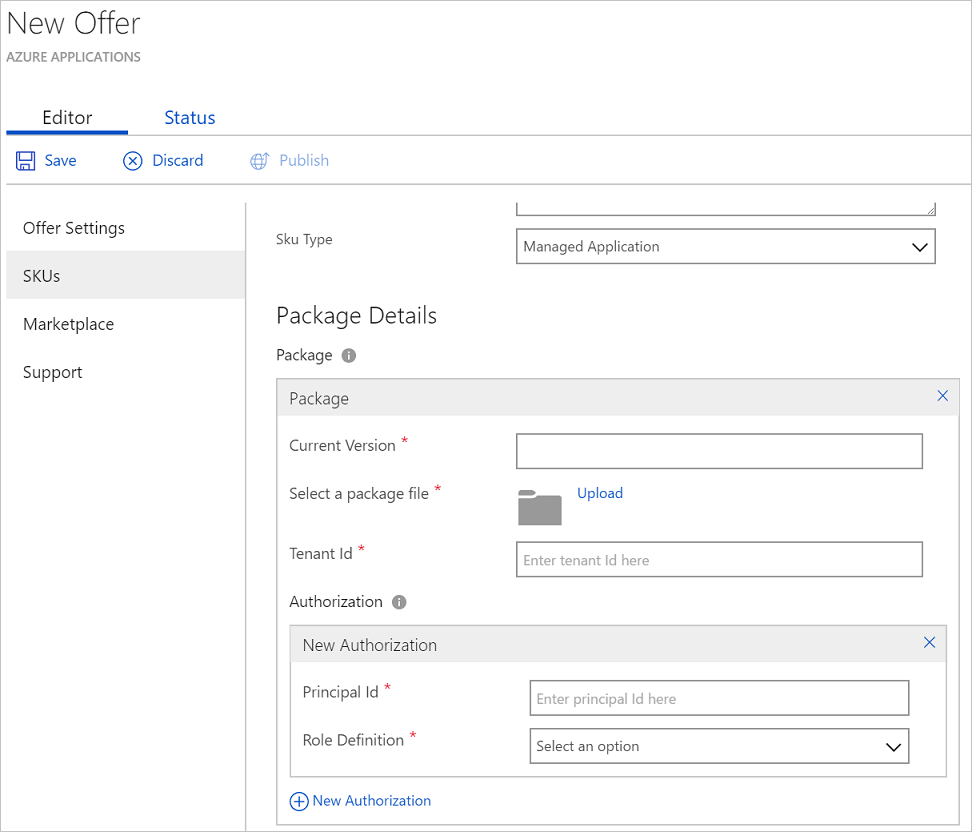 New Offer
AZURE APPLICATIONS
Editor Status
Save Discard Publish
Offer Settings
SKUs
Marketplace
Support
Sku Type Managed Application
Package Details
Package i
Package
Current Version *
Select a package file * Upload
Tenant Id * Enter tenant Id here
Authorization i
New Authorization
Principal Id * Enter principal Id here
Role Definition * Select an option
New Authorization